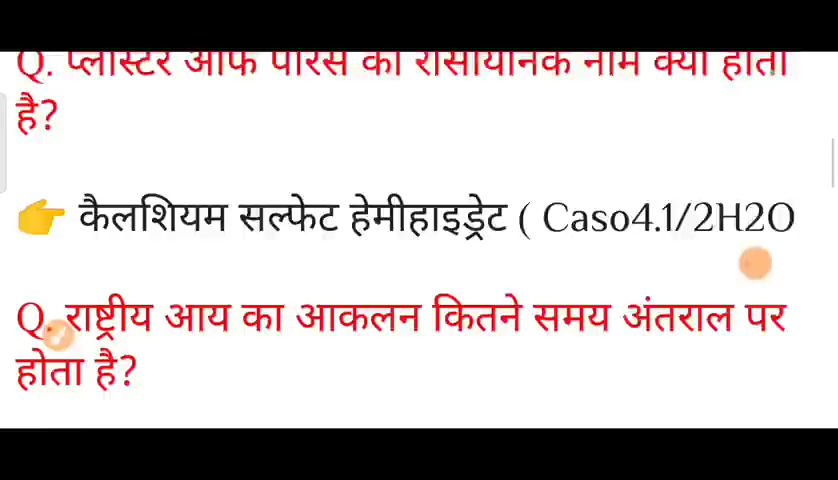 Q. प्लास्टर ऑफ पेरिस का रासायनिक नाम क्या होता
है?
👉 कैलशियम सल्फेट हेमीहाइड्रेट ( Caso4.1/2H2O
Q. राष्ट्रीय आय का आकलन कितने समय अंतराल पर
होता है?